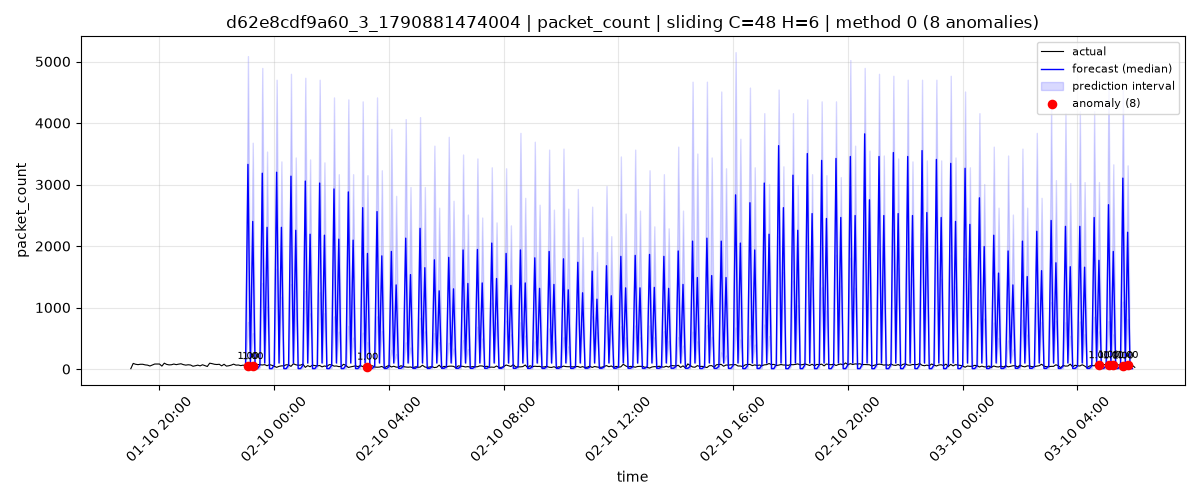 d62e8cdf9a60_3_1790881474004 | packet_count | sliding C=48 H=6 | method 0 (8 anomalies)
actual
forecast (median)
prediction interval
anomaly (8)
packet_count
5000
4000
3000
2000
1000
0
1.00
01-10 20:00
02-10 00:00
02-10 04:00
02-10 08:00
02-10 12:00
02-10 16:00
02-10 20:00
03-10 00:00
03-10 04:00
time